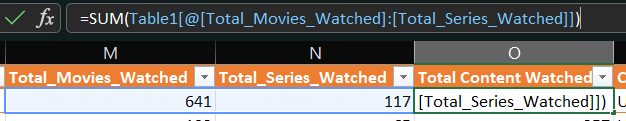 fx =SUM(Table1[@[Total_Movies_Watched]:[Total_Series_Watched]])
M N O
Total_Movies_Watched Total_Series_Watched Total Content Watched
641 117 [Total_Series_Watched]])